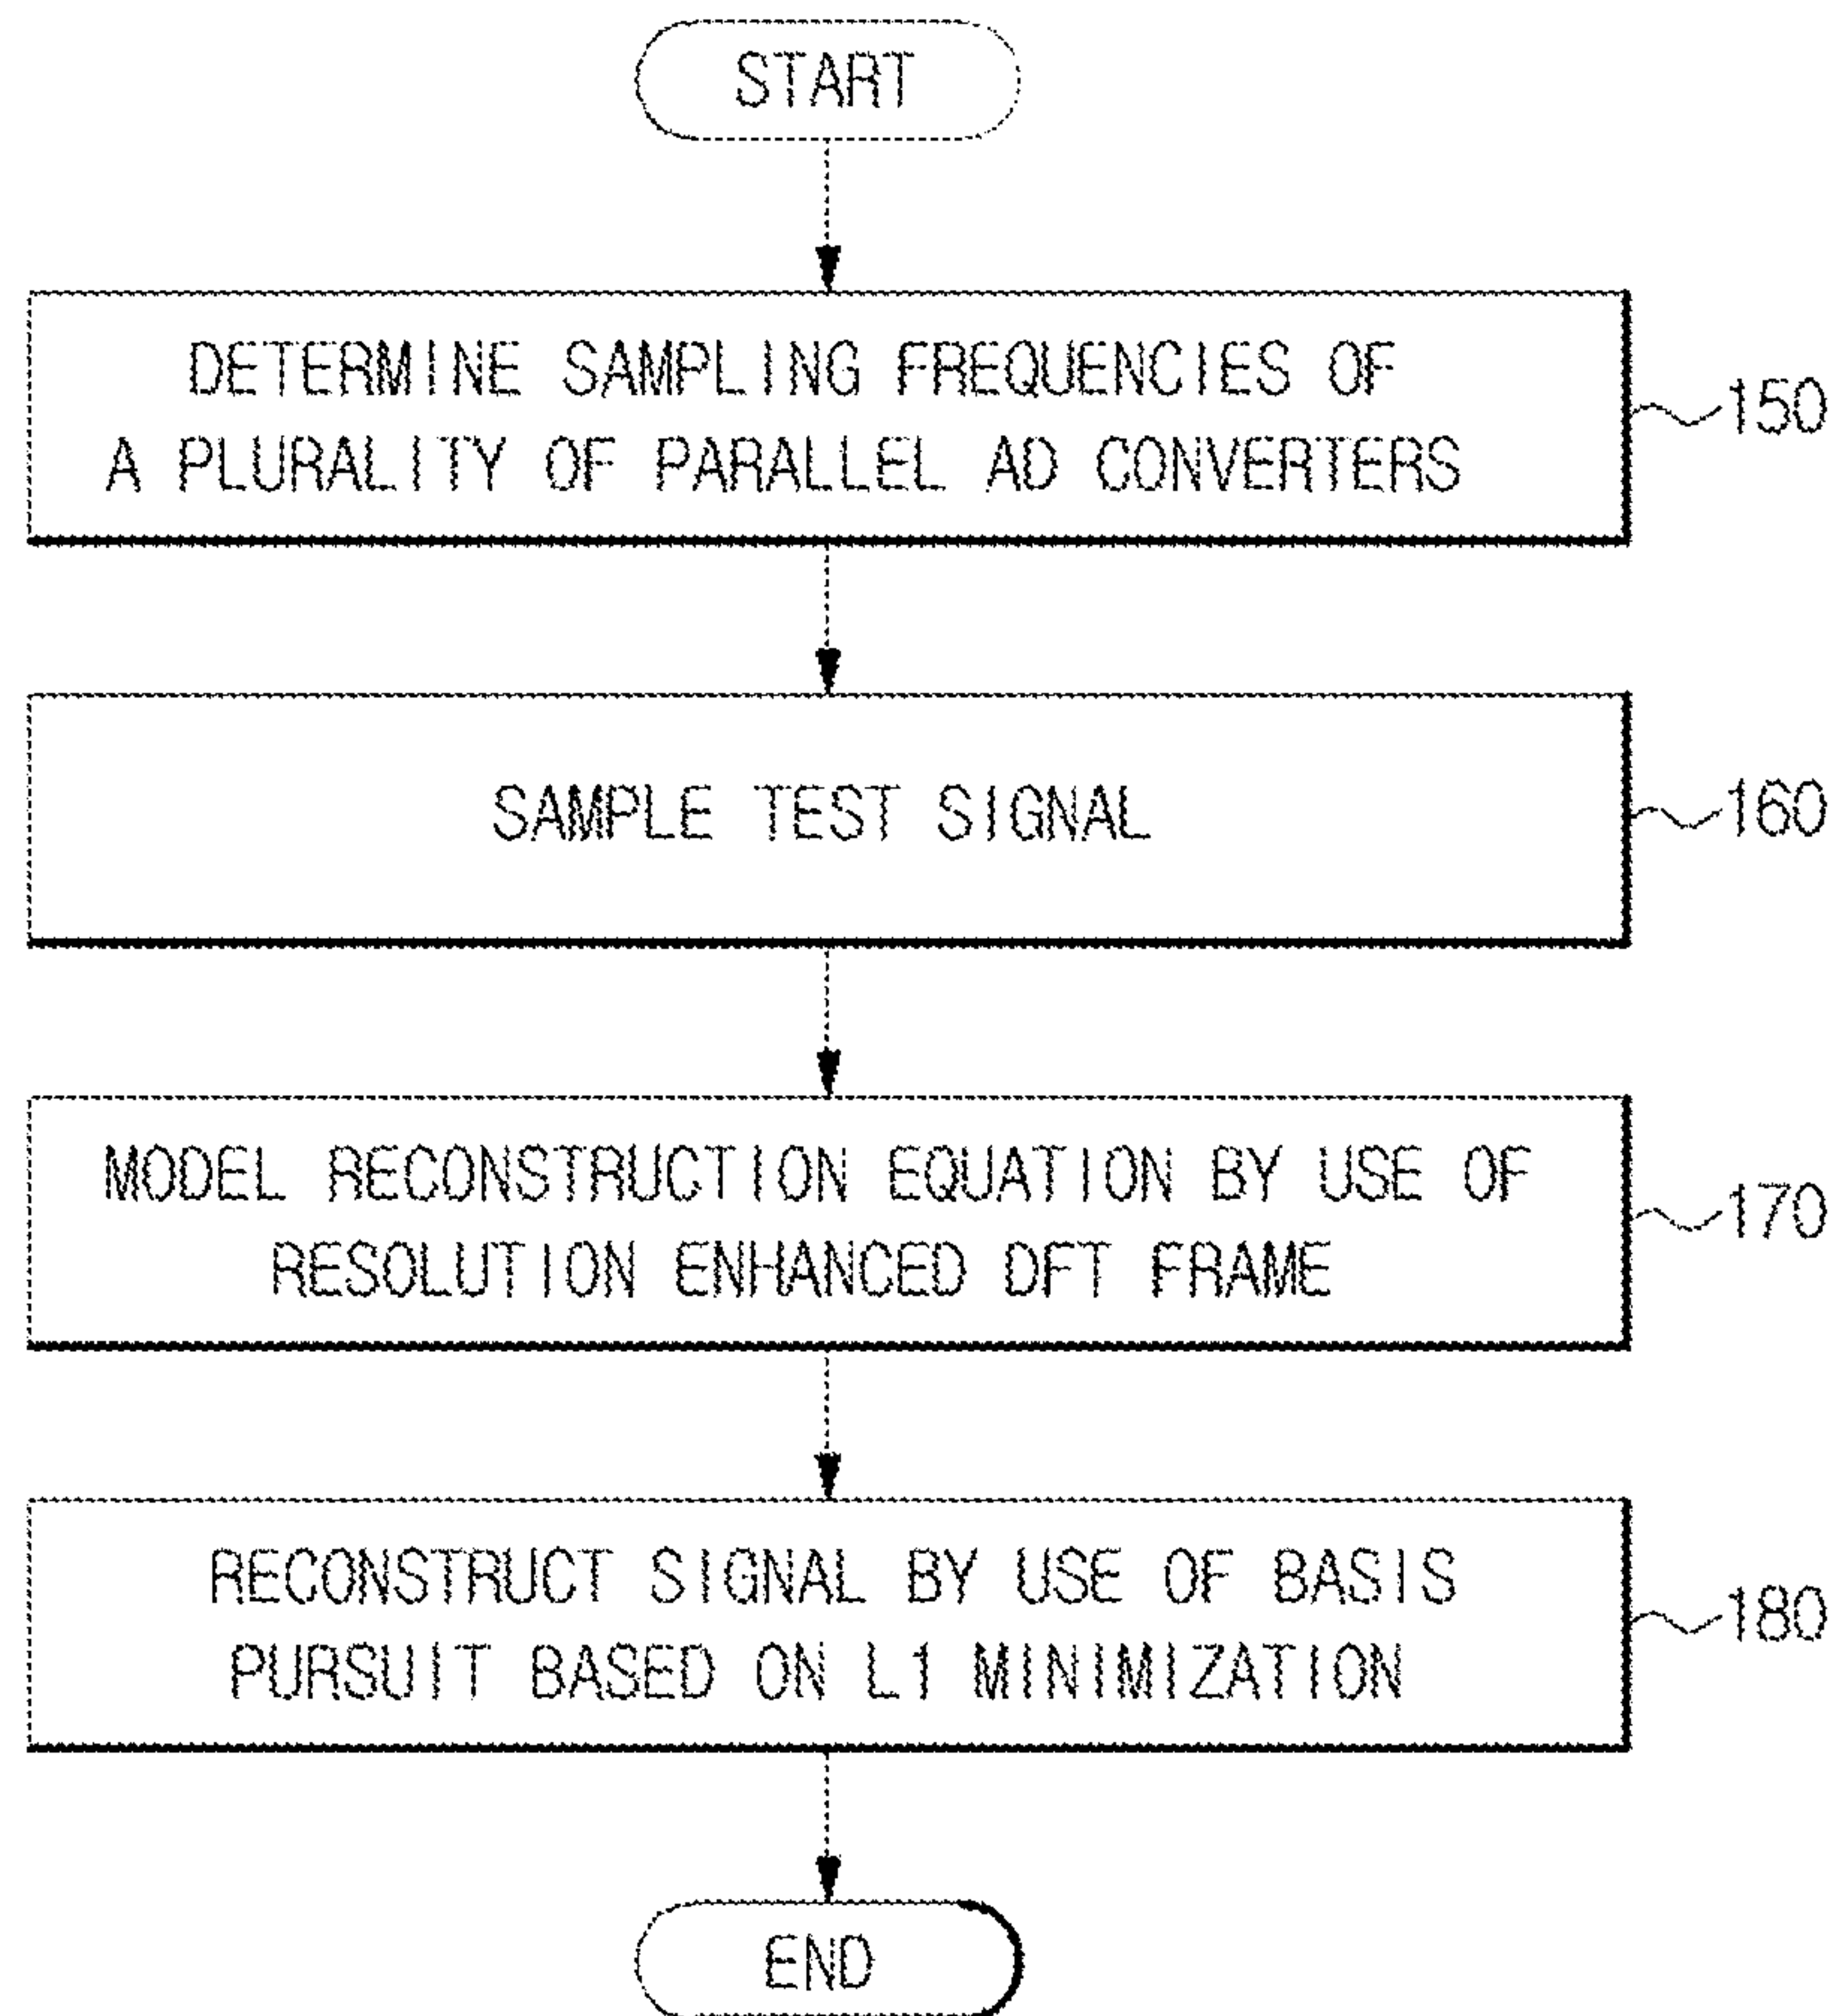 START
DETERMINE SAMPLING FREQUENCIES OF
A PLURALITY OF PARALLEL AD CONVERTERS
150
SAMPLE TEST SIGNAL
160
MODEL RECONSTRUCTION EQUATION BY USE OF
RESOLUTION ENHANCED DFT FRAME
170
RECONSTRUCT SIGNAL BY USE OF BASIS
PURSUIT BASED ON L1 MINIMIZATION
180
END